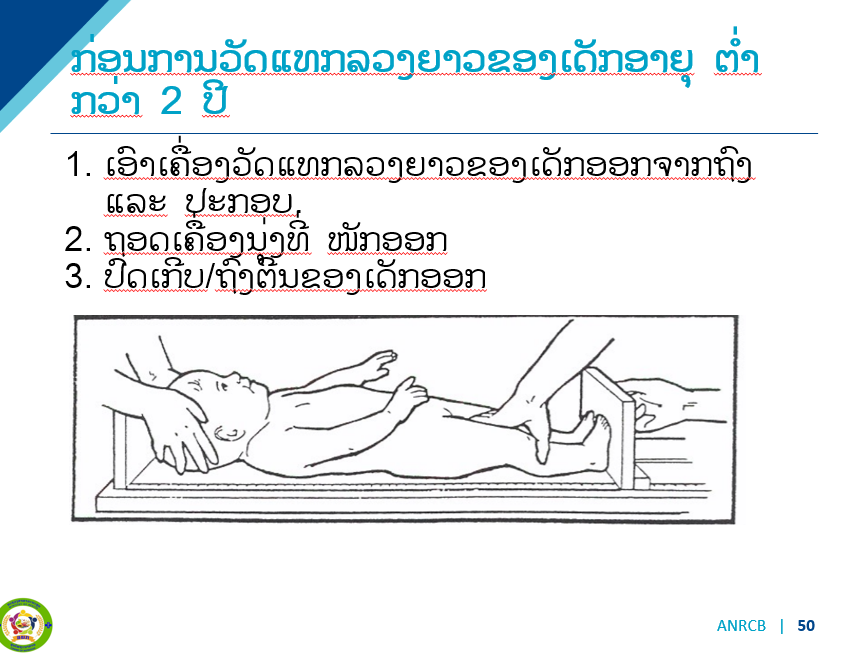 ກ່ອນການວັດແທກລວງຍາວຂອງເດັກອາຍຸ ຕ່ຳ
ກວ່າ 2 ປີ
1. ເອົາເຄື່ອງວັດແທກລວງຍາວຂອງເດັກອອກຈາກຖົງ
ແລະ ປະກອບ.
2. ຖອດເຄື່ອງນຸ່ງທີ່ ໜັກອອກ
3. ປົດເກີບ/ຖົງຕີນຂອງເດັກອອກ
ANRCB | 50